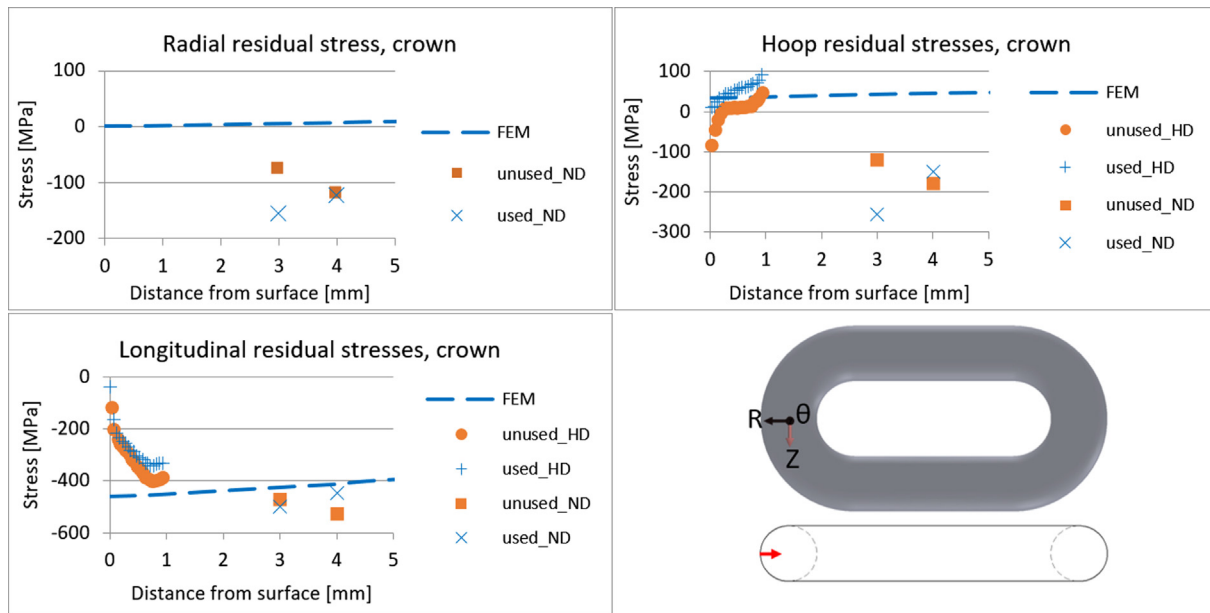 Radial residual stress, crown
100
0
-100
-200
Stress [MPa]
0 1 2 3 4 5
Distance from surface [mm]
FEM
unused_ND
used_ND
Hoop residual stresses, crown
100
0
-100
-200
-300
Stress [MPa]
0 1 2 3 4 5
Distance from surface [mm]
FEM
unused_HD
used_HD
unused_ND
used_ND
Longitudinal residual stresses, crown
0
-200
-400
-600
Stress [MPa]
0 1 2 3 4 5
Distance from surface [mm]
FEM
unused_HD
used_HD
unused_ND
used_ND
R θ
Z